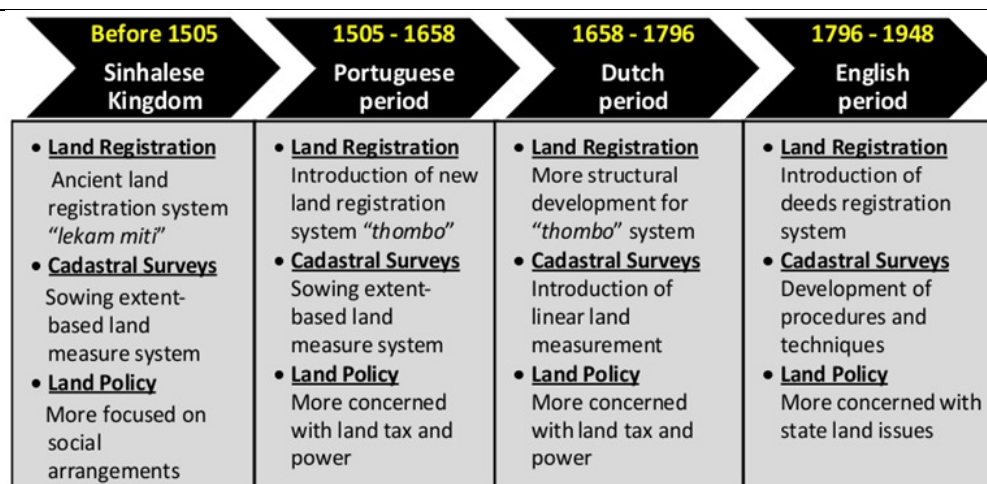 Before 1505
Sinhalese
Kingdom
• Land Registration
Ancient land
registration system
“lekam miti”
• Cadastral Surveys
Sowing extent-
based land
measure system
• Land Policy
More focused on
social
arrangements
1505 - 1658
Portuguese
period
• Land Registration
Introduction of new
land registration
system “thombo”
• Cadastral Surveys
Sowing extent-
based land
measure system
• Land Policy
More concerned
with land tax and
power
1658 - 1796
Dutch
period
• Land Registration
More structural
development for
“thombo” system
• Cadastral Surveys
Introduction of
linear land
measurement
• Land Policy
More concerned
with land tax and
power
1796 - 1948
English
period
• Land Registration
Introduction of
deeds registration
system
• Cadastral Surveys
Development of
procedures and
techniques
• Land Policy
More concerned with
state land issues